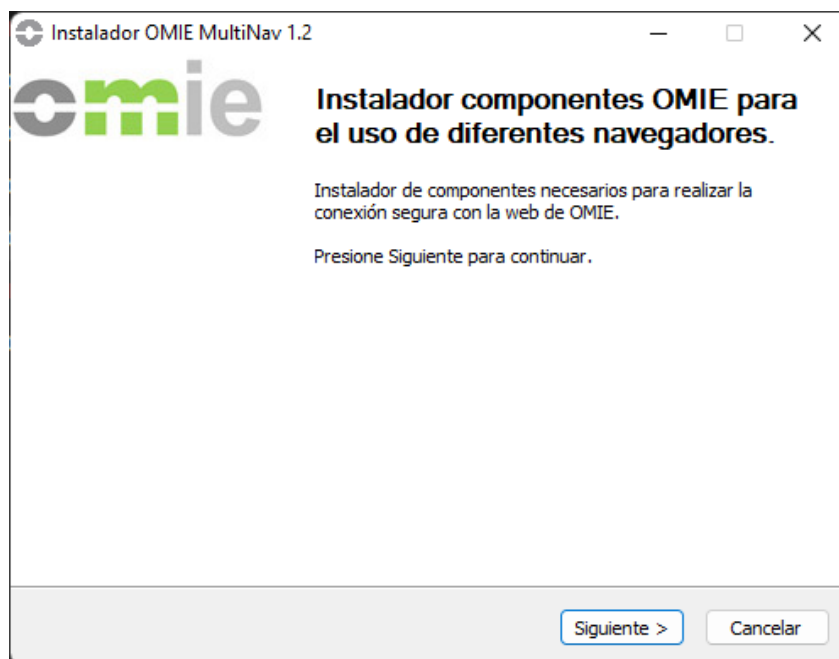 Instalador OMIE MultiNav 1.2
omie
Instalador componentes OMIE para
el uso de diferentes navegadores.
Instalador de componentes necesarios para realizar la
conexión segura con la web de OMIE.
Presione Siguiente para continuar.
Siguiente >
Cancelar